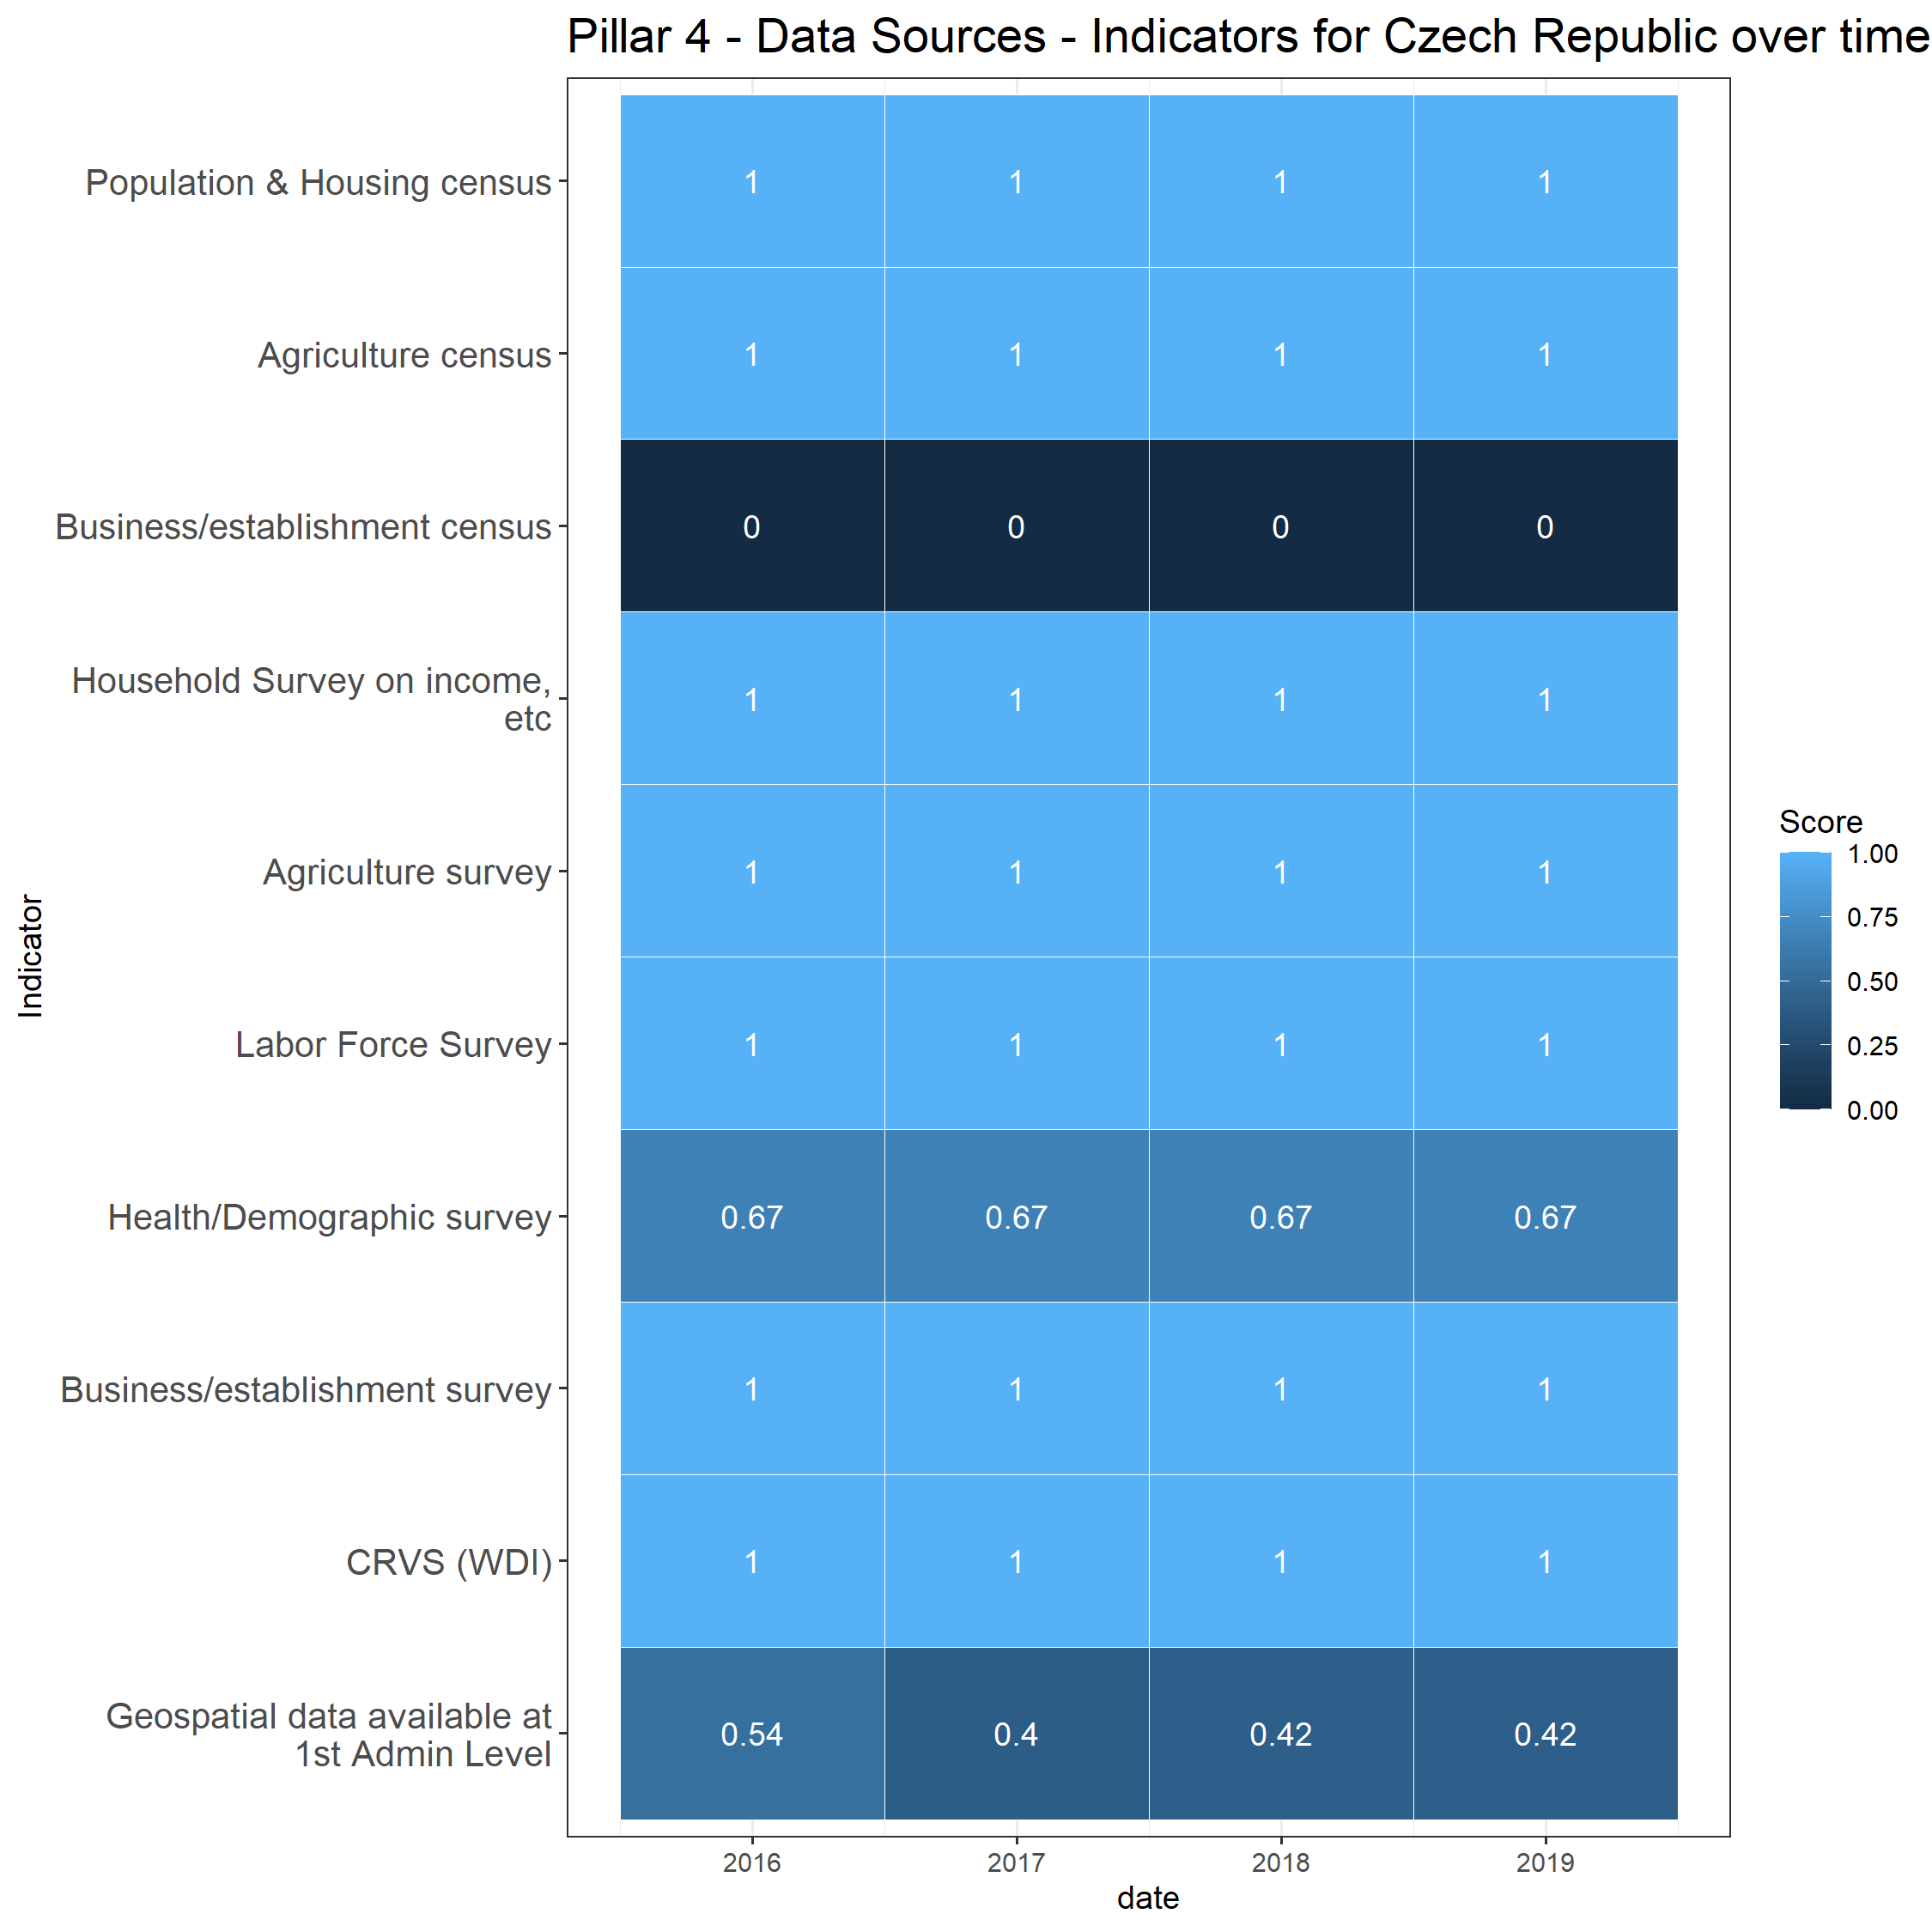 Pillar 4 - Data Sources - Indicators for Czech Republic over time
Population & Housing census
1 1 1 1
Agriculture census
1 1 1 1
Business/establishment census
0 0 0 0
Household Survey on income,
etc
1 1 1 1
Agriculture survey
1 1 1 1
Labor Force Survey
1 1 1 1
Health/Demographic survey
0.67 0.67 0.67 0.67
Business/establishment survey
1 1 1 1
CRVS (WDI)
1 1 1 1
Geospatial data available at
1st Admin Level
0.54 0.4 0.42 0.42
2016 2017 2018 2019
date
Indicator
Score
1.00
0.75
0.50
0.25
0.00